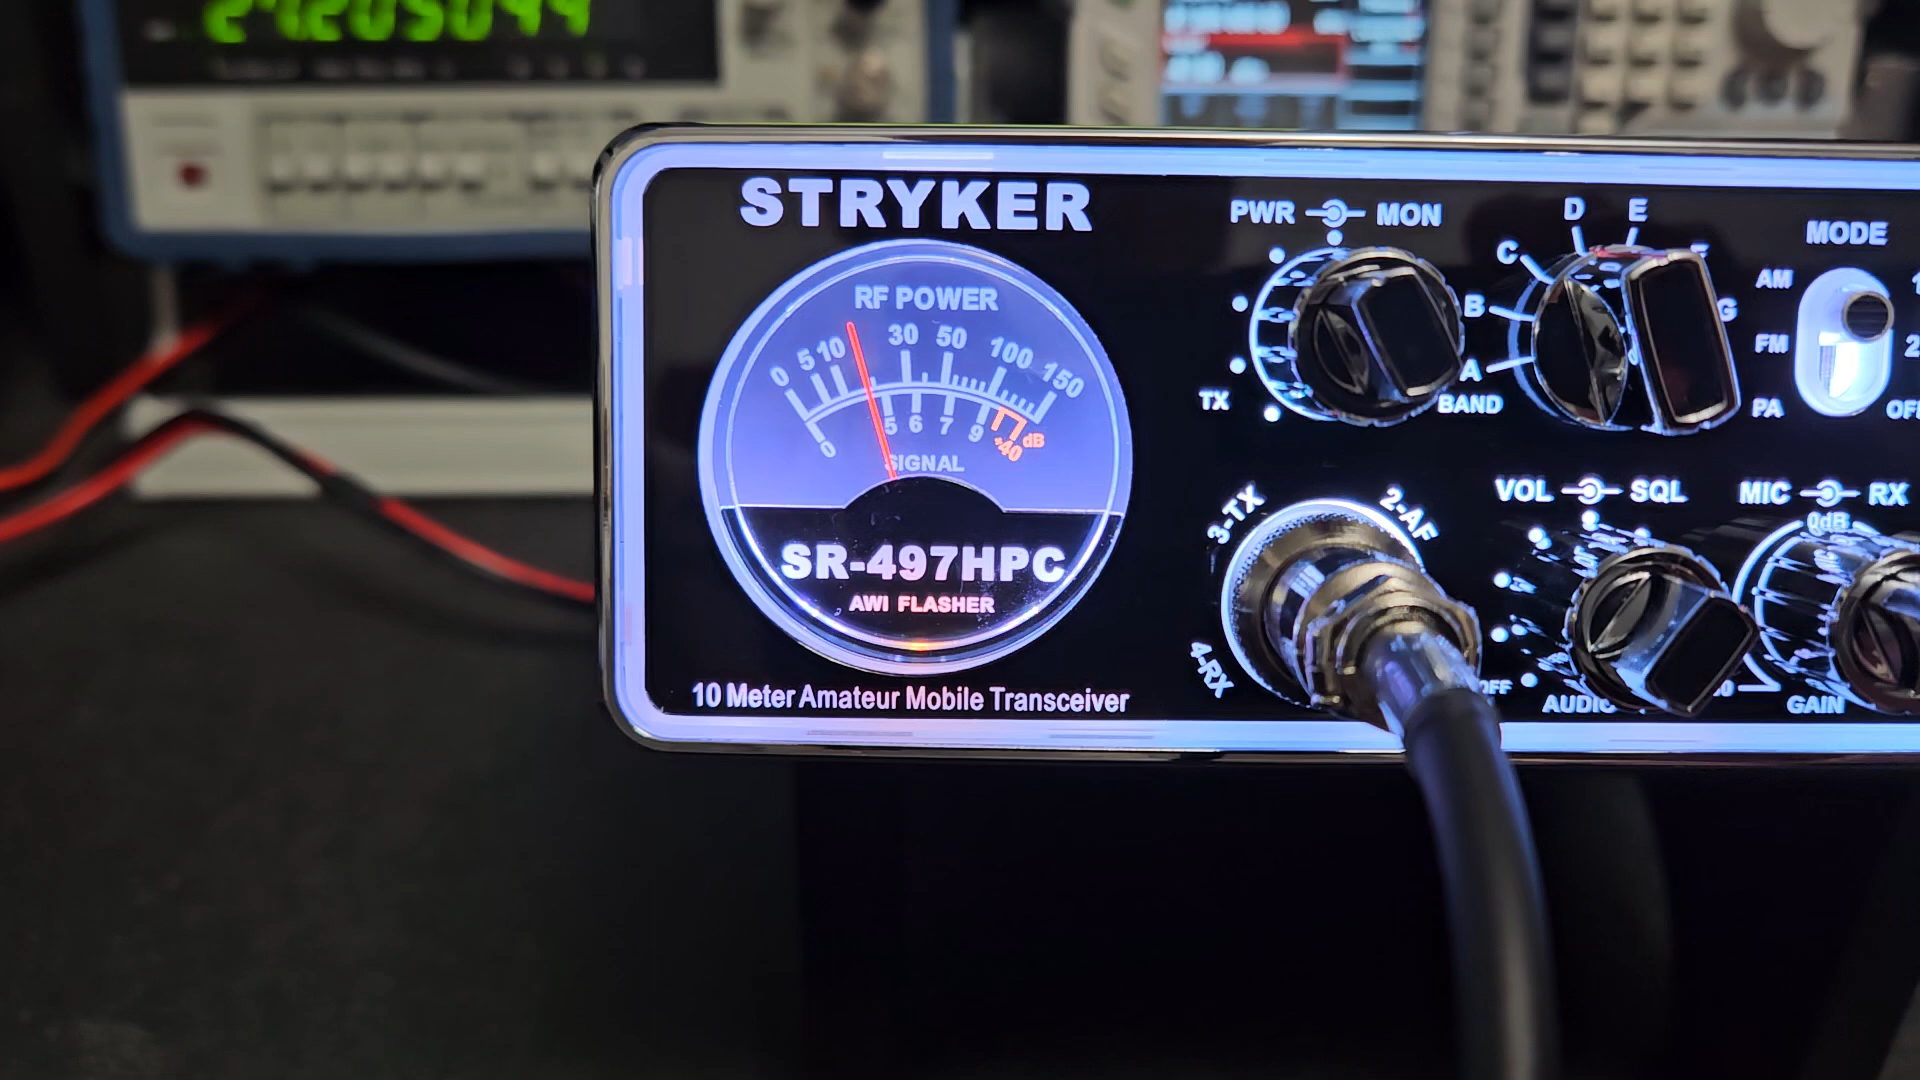 27.205044
STRYKER
RF POWER
0 5 10 30 50 100 150
0 5 6 7 9 +40 dB
SIGNAL
SR-497HPC
AWI FLASHER
10 Meter Amateur Mobile Transceiver
PWR MON
TX
C D E
B G
A
BAND
MODE
AM
FM
PA
3-TX 2-AF
4-RX
VOL SQL
OFF
AUDIO
MIC RX
0dB
GAIN